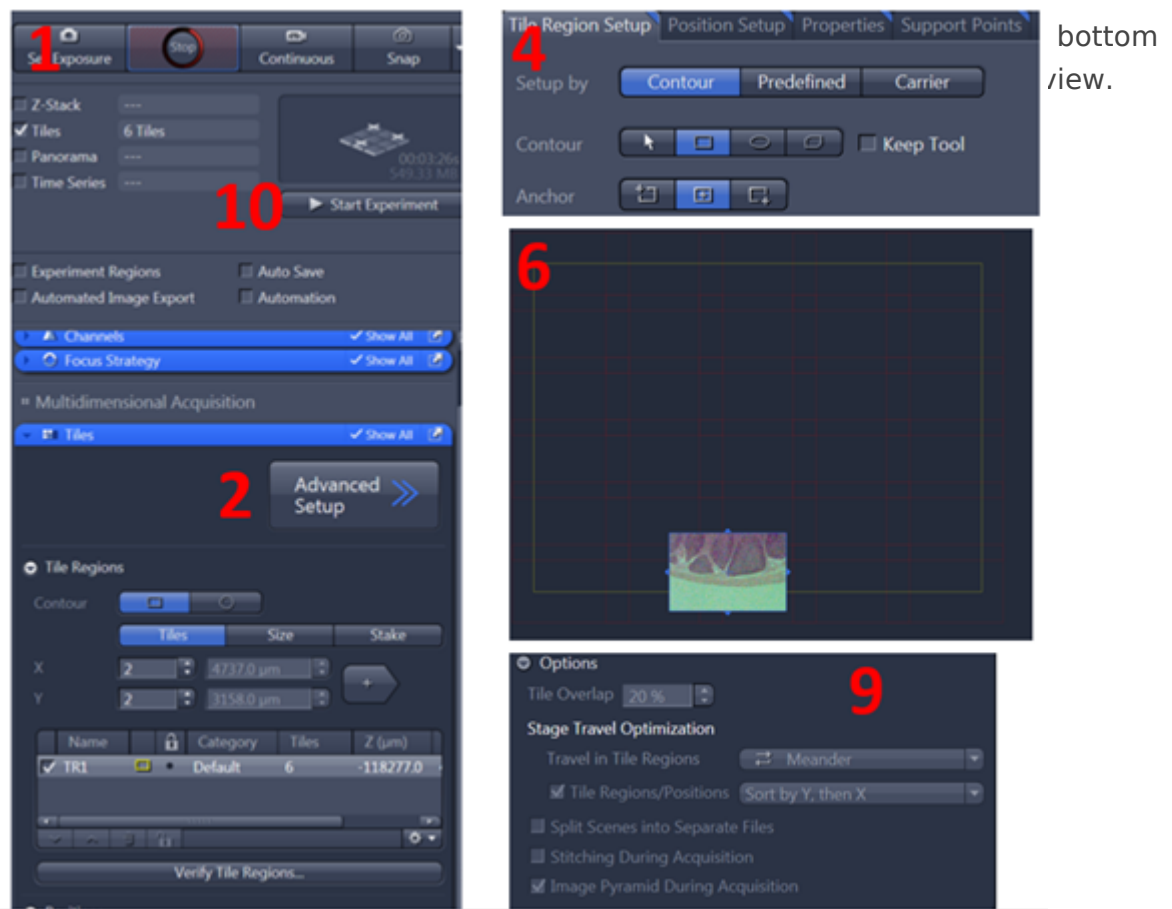 1
Set Exposure
Stop
Continuous
Snap
Z-Stack ---
Tiles 6 Tiles
Panorama ---
Time Series ---
00:03:26s
549.33 MB
10
Start Experiment
Experiment Regions Auto Save
Automated Image Export Automation
Channels Show All
Focus Strategy Show All
Multidimensional Acquisition
Tiles Show All
2
Advanced
Setup
Tile Regions
Contour
Tiles Size Stake
X 2 4737.0 µm +
Y 2 3158.0 µm
Name Category Tiles Z (µm)
TR1 Default 6 -118277.0
Verify Tile Regions...
Tile Region Setup Position Setup Properties Support Points
4
Setup by Contour Predefined Carrier
Contour Keep Tool
Anchor
bottom
view.
6
Options
9
Tile Overlap 20 %
Stage Travel Optimization
Travel in Tile Regions Meander
Tile Regions/Positions Sort by Y, then X
Split Scenes into Separate Files
Stitching During Acquisition
Image Pyramid During Acquisition